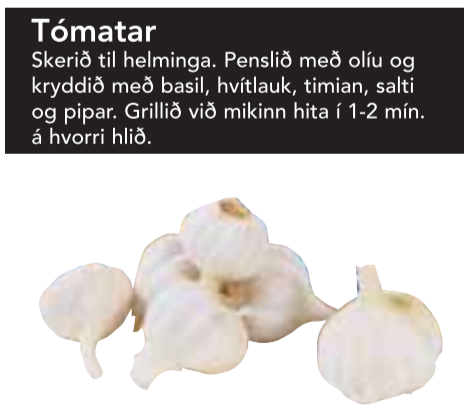 Tómatar
Skerið til helminga. Penslið með olíu og
kryddið með basil, hvítlauk, timian, salti
og pipar. Grillið við mikinn hita í 1-2 mín.
á hvorri hlið.